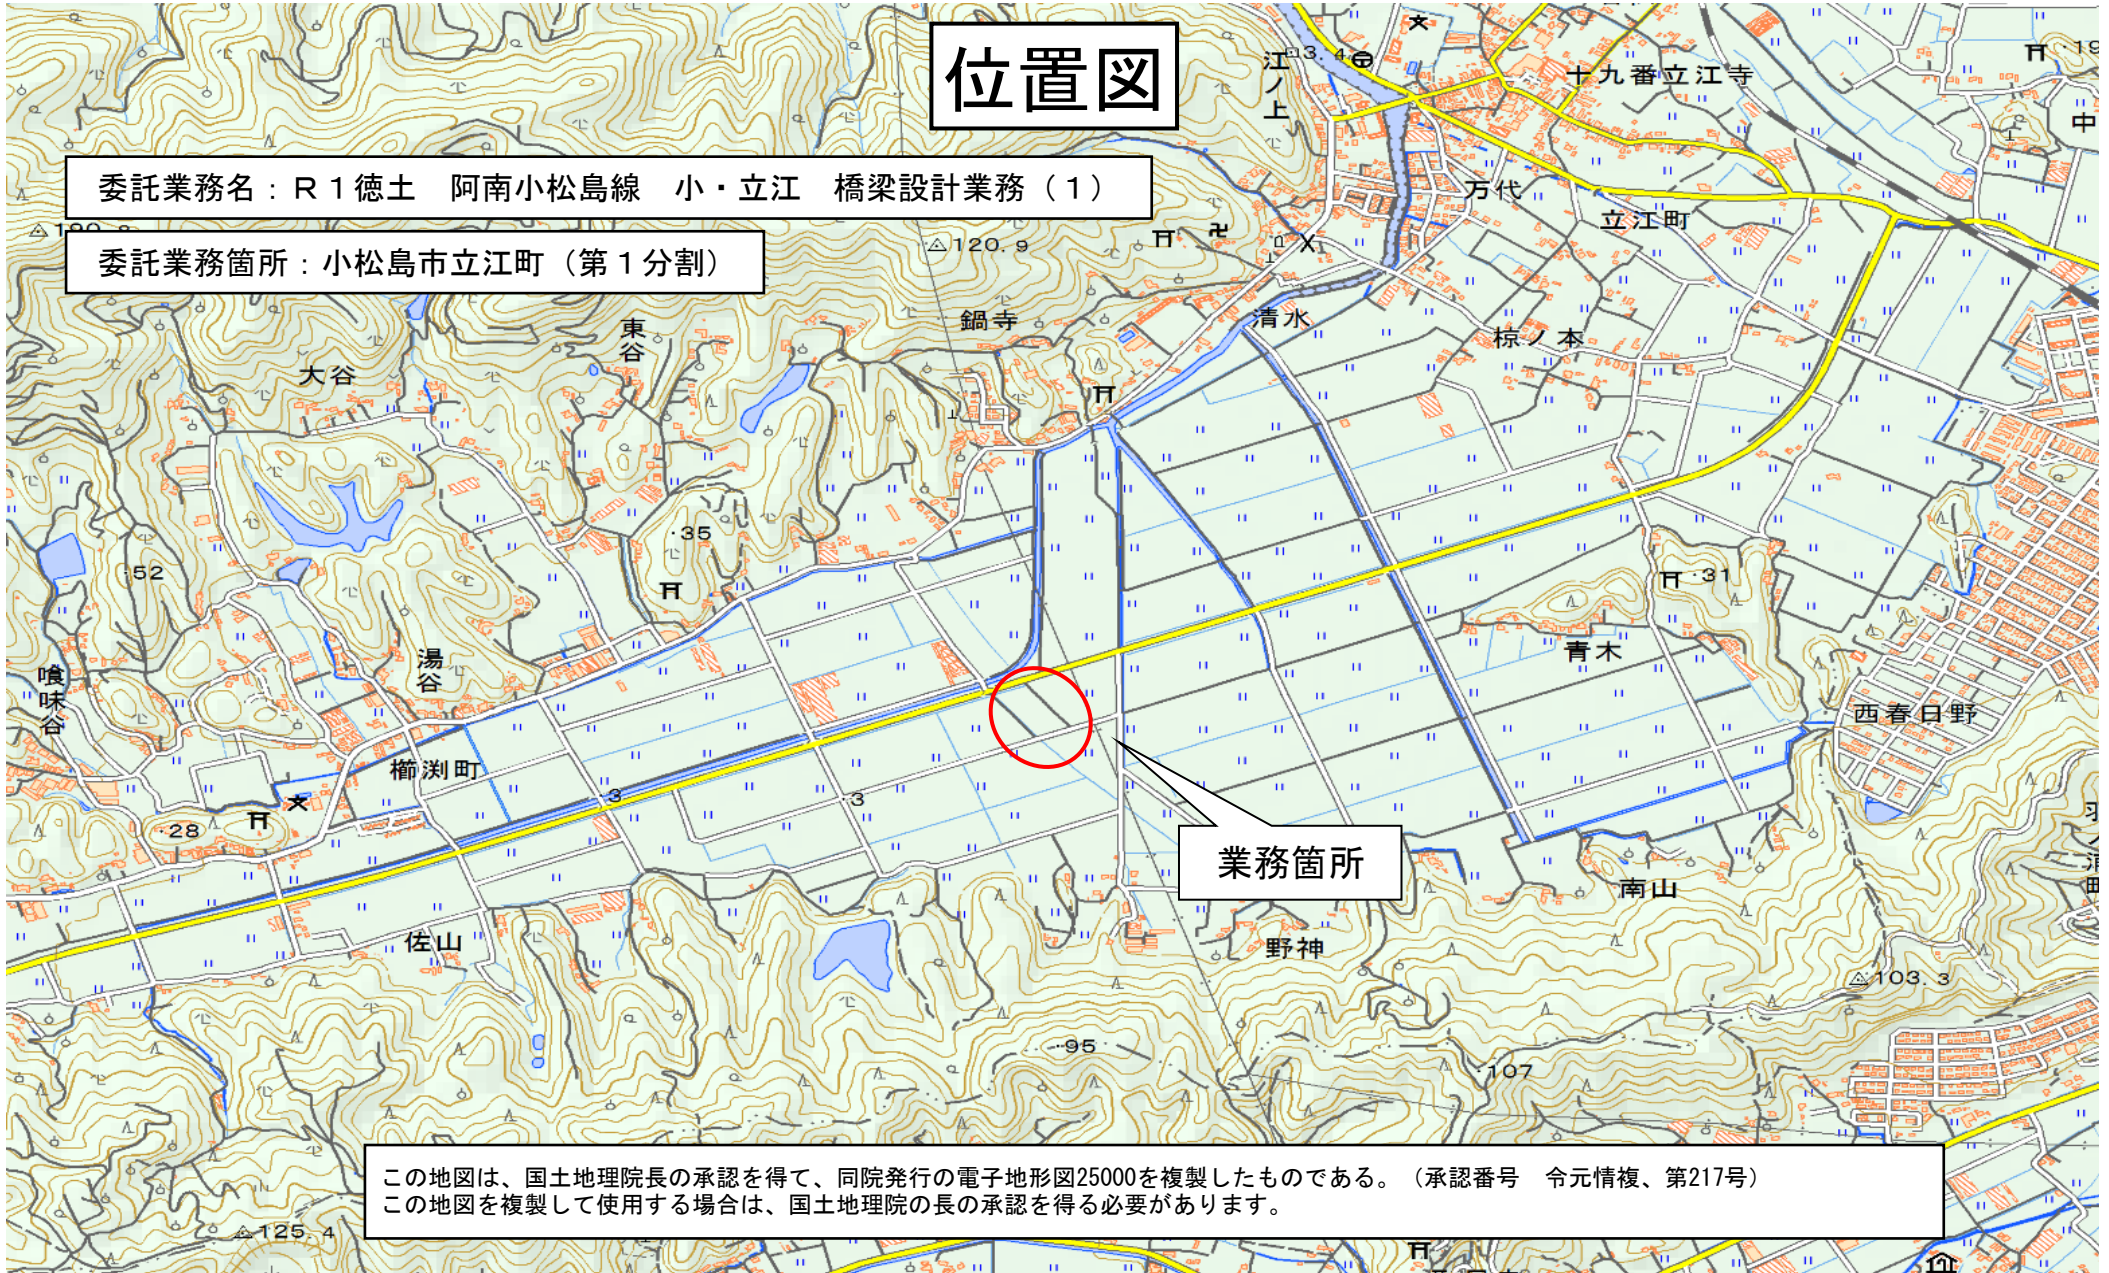 位置図
委託業務名：Ｒ１徳土　阿南小松島線　小・立江　橋梁設計業務（１）
委託業務箇所：小松島市立江町（第１分割）
江ノ上
3.4
十九番立江寺
19
中
万代
立江町
120.9
鍋寺
清水
椋ノ本
東谷
大谷
35
52
31
青木
湯谷
喰味谷
西春日野
櫛渕町
3
3
28
業務箇所
南山
佐山
野神
103.3
95
107
この地図は、国土地理院長の承認を得て、同院発行の電子地形図25000を複製したものである。（承認番号　令元情複、第217号）
この地図を複製して使用する場合は、国土地理院の長の承認を得る必要があります。
125.4